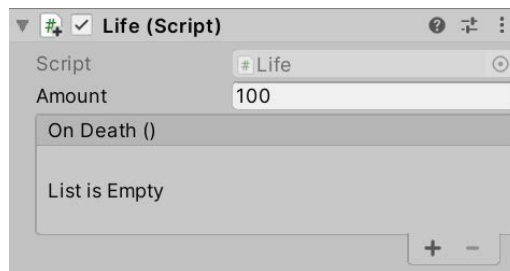 Life (Script)
Script # Life
Amount 100
On Death ()
List is Empty